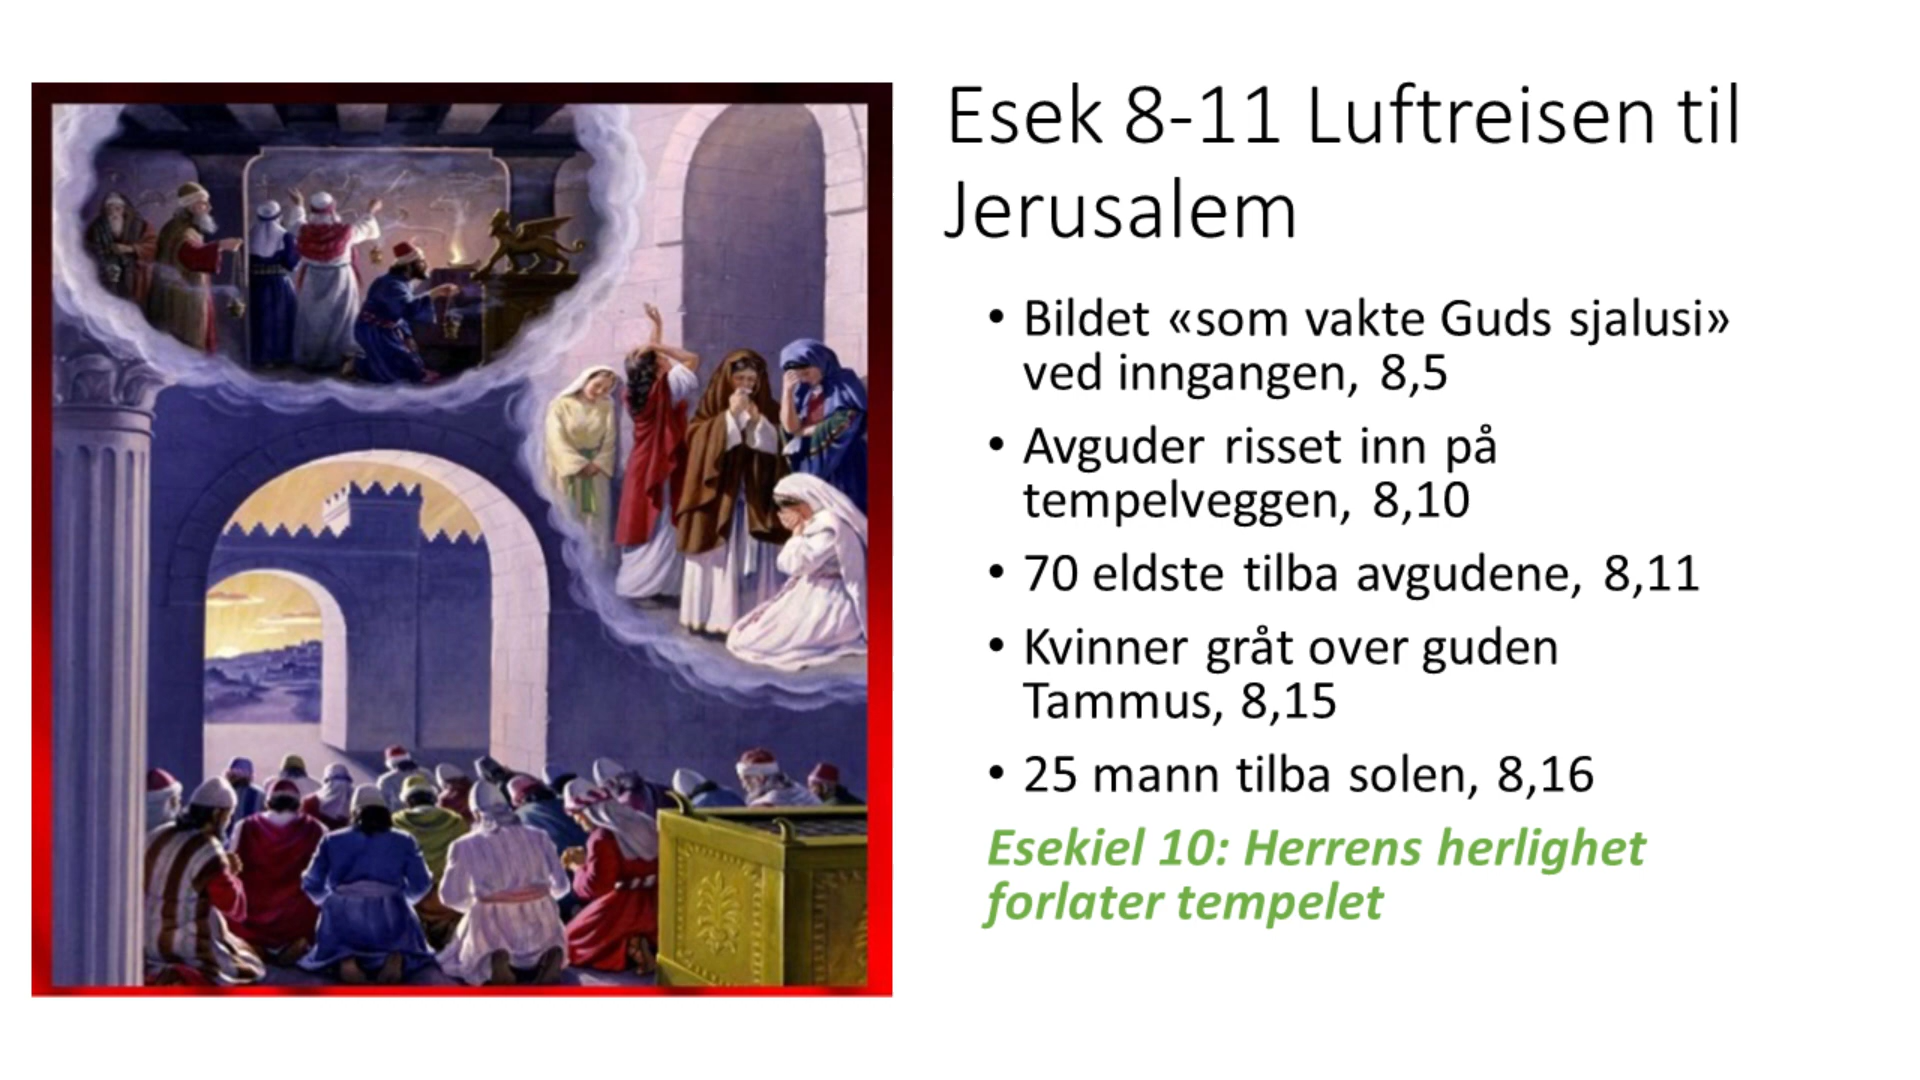 Esek 8-11 Luftreisen til
Jerusalem
• Bildet «som vakte Guds sjalusi»
ved inngangen, 8,5
• Avguder risset inn på
tempelveggen, 8,10
• 70 eldste tilba avgudene, 8,11
• Kvinner gråt over guden
Tammus, 8,15
• 25 mann tilba solen, 8,16
Esekiel 10: Herrens herlighet
forlater tempelet